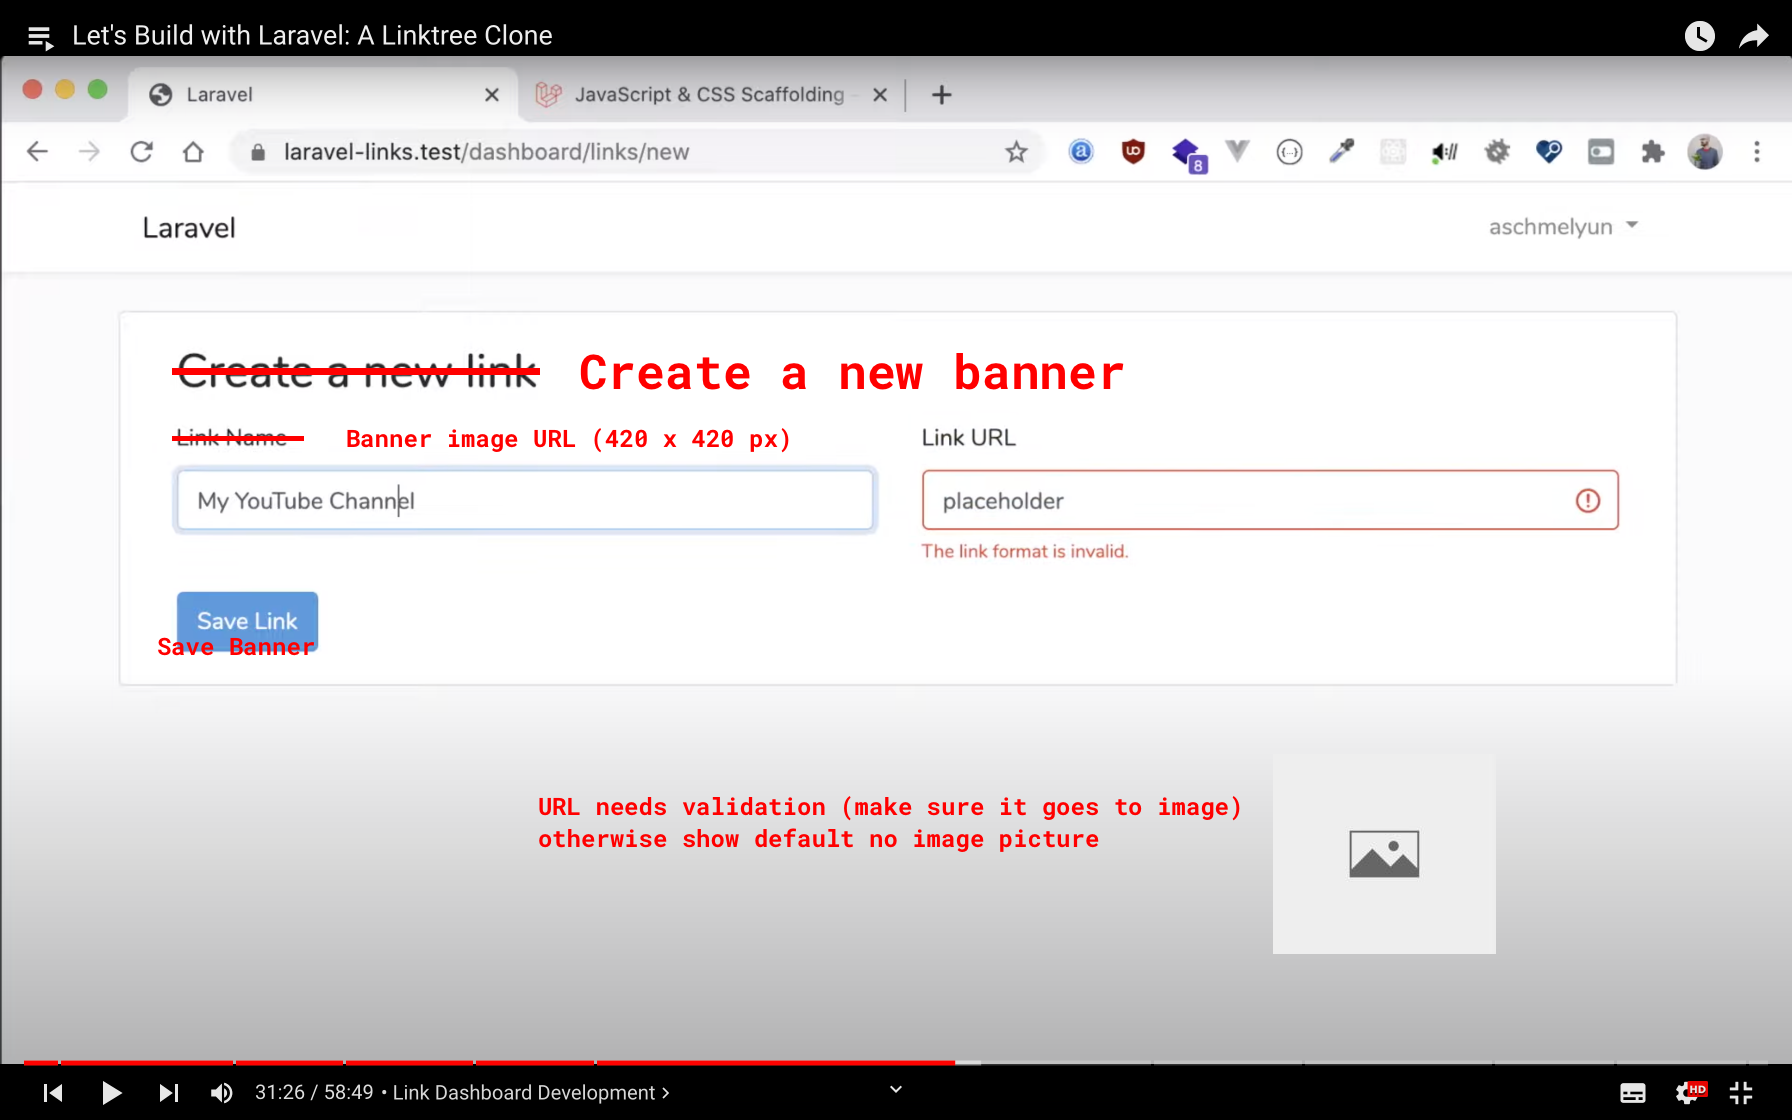 Let's Build with Laravel: A Linktree Clone
Laravel
JavaScript & CSS Scaffolding
laravel-links.test/dashboard/links/new
8
Laravel
aschmelyun
Create a new link
Create a new banner
Link Name
Banner image URL (420 x 420 px)
Link URL
My YouTube Channel
placeholder
The link format is invalid.
Save Link
Save Banner
URL needs validation (make sure it goes to image)
otherwise show default no image picture
31:26 / 58:49 • Link Dashboard Development ›
HD